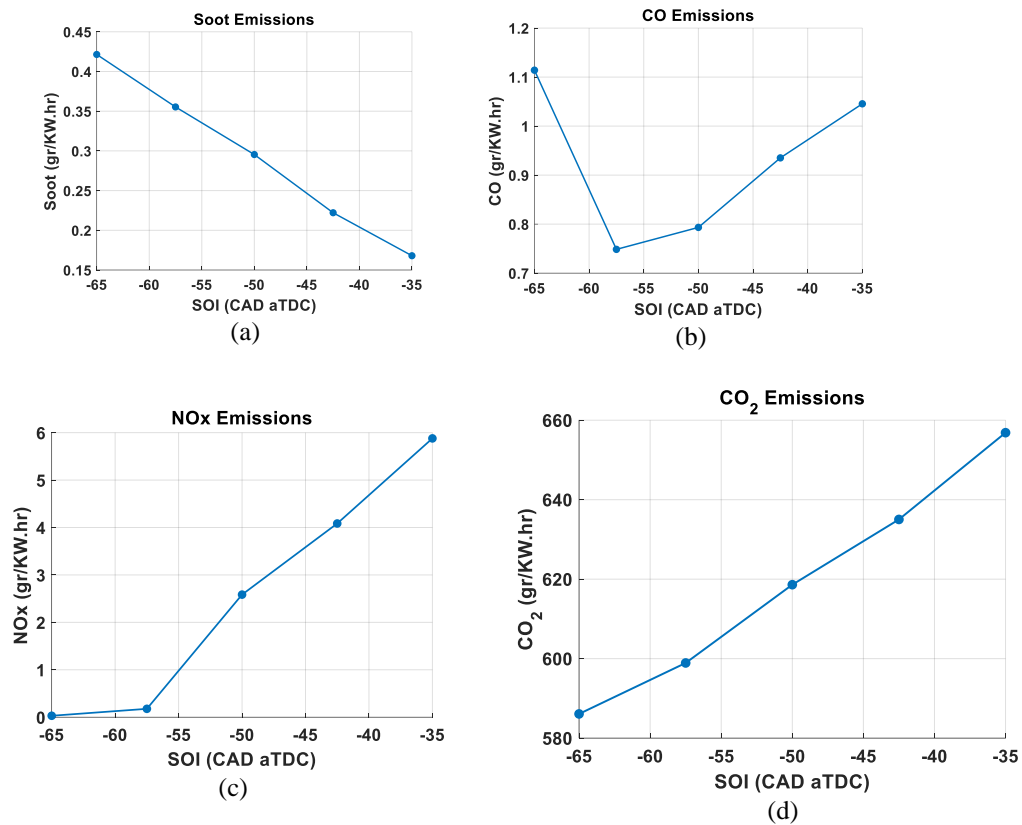 Soot Emissions
0.45
0.4
0.35
0.3
0.25
0.2
0.15
Soot (gr/KW.hr)
-65 -60 -55 -50 -45 -40 -35
SOI (CAD aTDC)
(a)
CO Emissions
1.2
1.1
1
0.9
0.8
0.7
CO (gr/KW.hr)
-65 -60 -55 -50 -45 -40 -35
SOI (CAD aTDC)
(b)
NOx Emissions
6
5
4
3
2
1
0
NOx (gr/KW.hr)
-65 -60 -55 -50 -45 -40 -35
SOI (CAD aTDC)
(c)
CO2 Emissions
660
640
620
600
580
CO2 (gr/KW.hr)
-65 -60 -55 -50 -45 -40 -35
SOI (CAD aTDC)
(d)